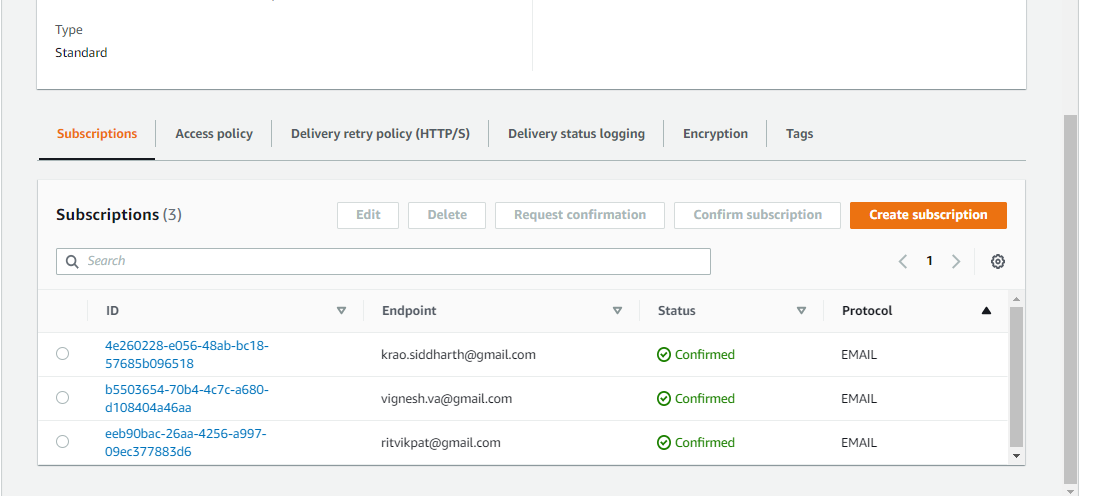 Type
Standard
Subscriptions Access policy Delivery retry policy (HTTP/S) Delivery status logging Encryption Tags
Subscriptions (3) Edit Delete Request confirmation Confirm subscription Create subscription
Search 1
ID Endpoint Status Protocol
4e260228-e056-48ab-bc18-
57685b096518
krao.siddharth@gmail.com Confirmed EMAIL
b5503654-70b4-4c7c-a680-
d108404a46aa
vignesh.va@gmail.com Confirmed EMAIL
eeb90bac-26aa-4256-a997-
09ec377883d6
ritvikpat@gmail.com Confirmed EMAIL